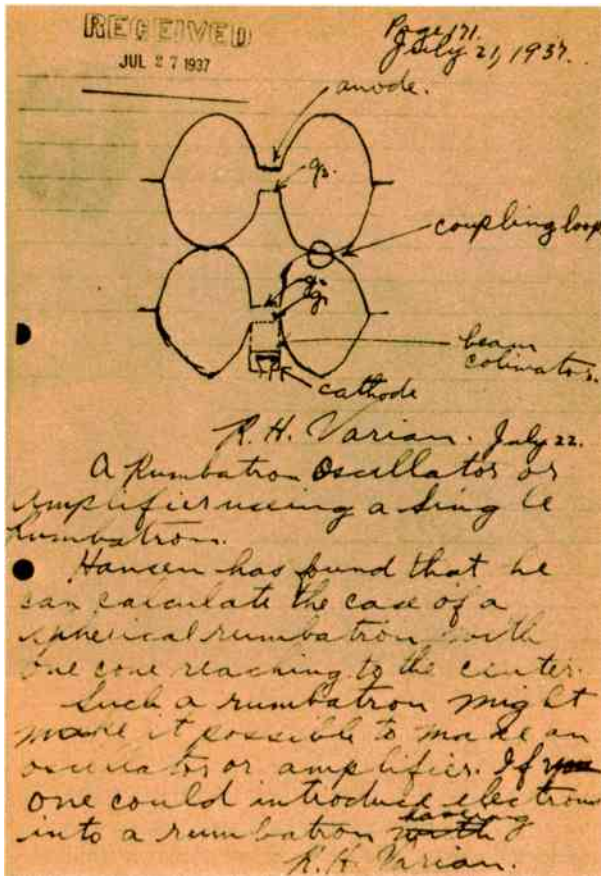 RECEIVED
JUL 27 1937
Page 171.
July 21, 1937.
anode.
g3.
coupling loop
g2
g1
beam
colimators.
cathode
R. H. Varian. July 22.
A Rumbatron Oscillator or
amplifier using a Single
Rumbatron.
Hansen has found that he
can calculate the case of a
spherical rumbatron with
one cone reaching to the center.
Such a rumbatron might
make it possible to make an
oscillator or amplifier. If
one could introduce electrons
into a rumbatron having
R. H. Varian.